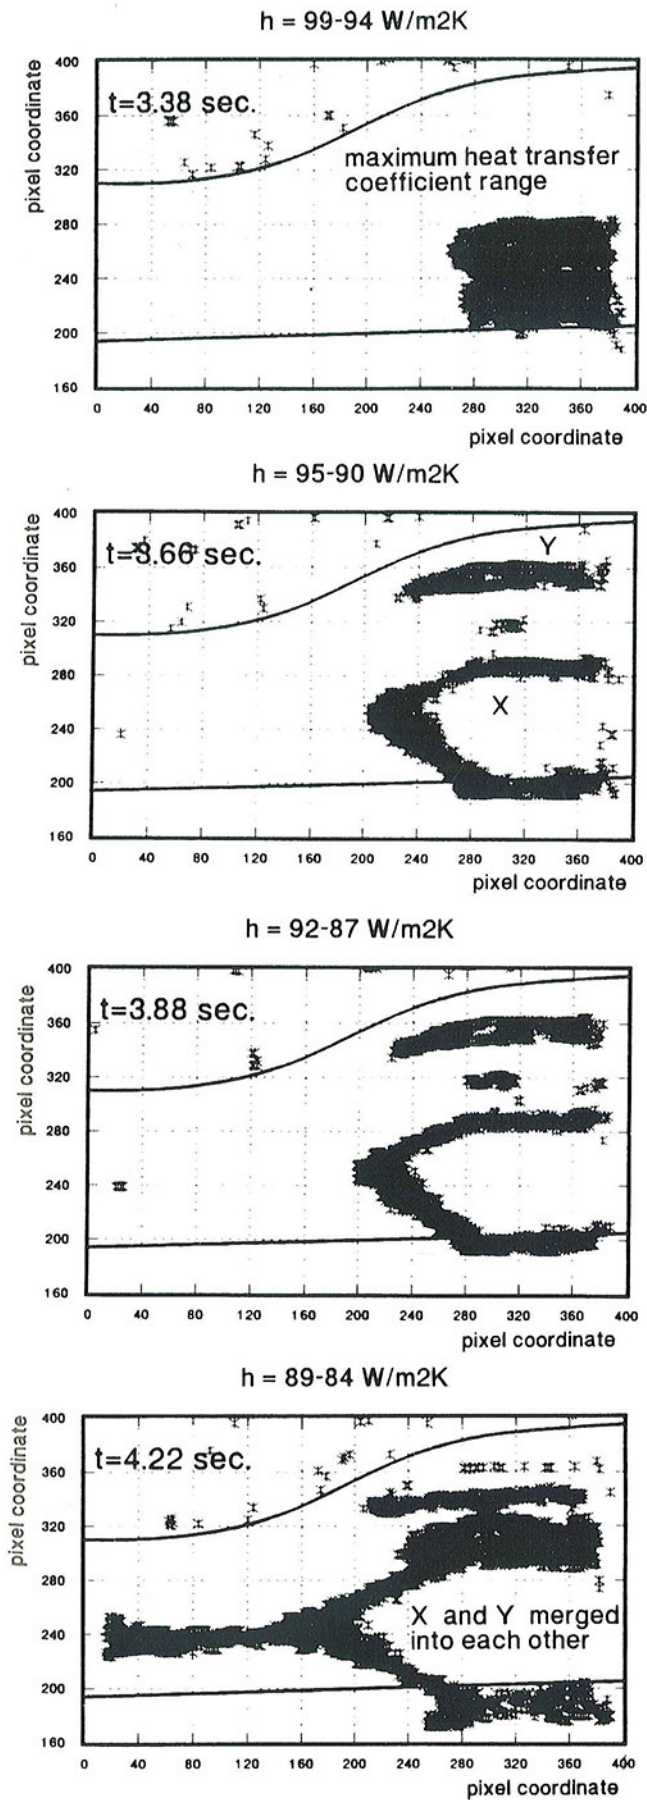 h = 99-94 W/m2K
pixel coordinate
400
360
320
280
240
200
160
t=3.38 sec.
maximum heat transfer
coefficient range
0 40 80 120 160 200 240 280 320 360 400
pixel coordinate
h = 95-90 W/m2K
pixel coordinate
400
360
320
280
240
200
160
t=3.66 sec.
Y
X
0 40 80 120 160 200 240 280 320 360 400
pixel coordinate
h = 92-87 W/m2K
pixel coordinate
400
360
320
280
240
200
160
t=3.88 sec.
0 40 80 120 160 200 240 280 320 360 400
pixel coordinate
h = 89-84 W/m2K
pixel coordinate
400
360
320
280
240
200
160
t=4.22 sec.
X and Y merged
into each other
0 40 80 120 160 200 240 280 320 360 400
pixel coordinate